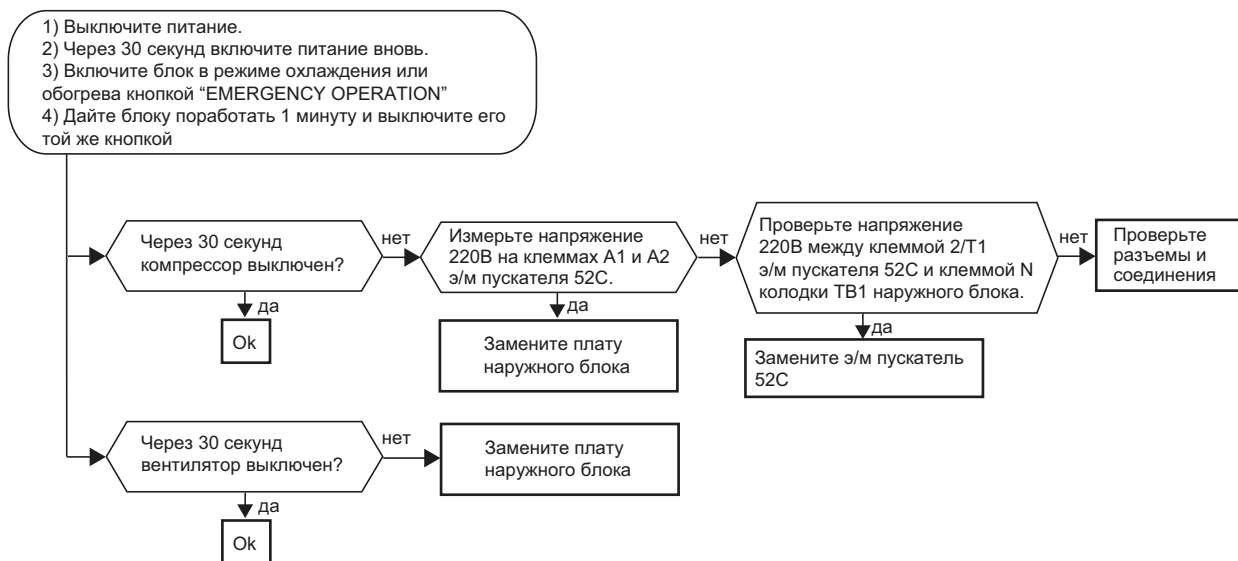 1) Выключите питание.
2) Через 30 секунд включите питание вновь.
3) Включите блок в режиме охлаждения или
обогрева кнопкой “EMERGENCY OPERATION”
4) Дайте блоку поработать 1 минуту и выключите его
той же кнопкой
Через 30 секунд
компрессор выключен?
нет
да
Ok
Измерьте напряжение
220В на клеммах А1 и А2
э/м пускателя 52С.
нет
да
Замените плату
наружного блока
Проверьте напряжение
220В между клеммой 2/Т1
э/м пускателя 52С и клеммой N
колодки ТВ1 наружного блока.
нет
да
Замените э/м пускатель
52С
Проверьте
разъемы и
соединения
Через 30 секунд
вентилятор выключен?
нет
да
Ok
Замените плату
наружного блока